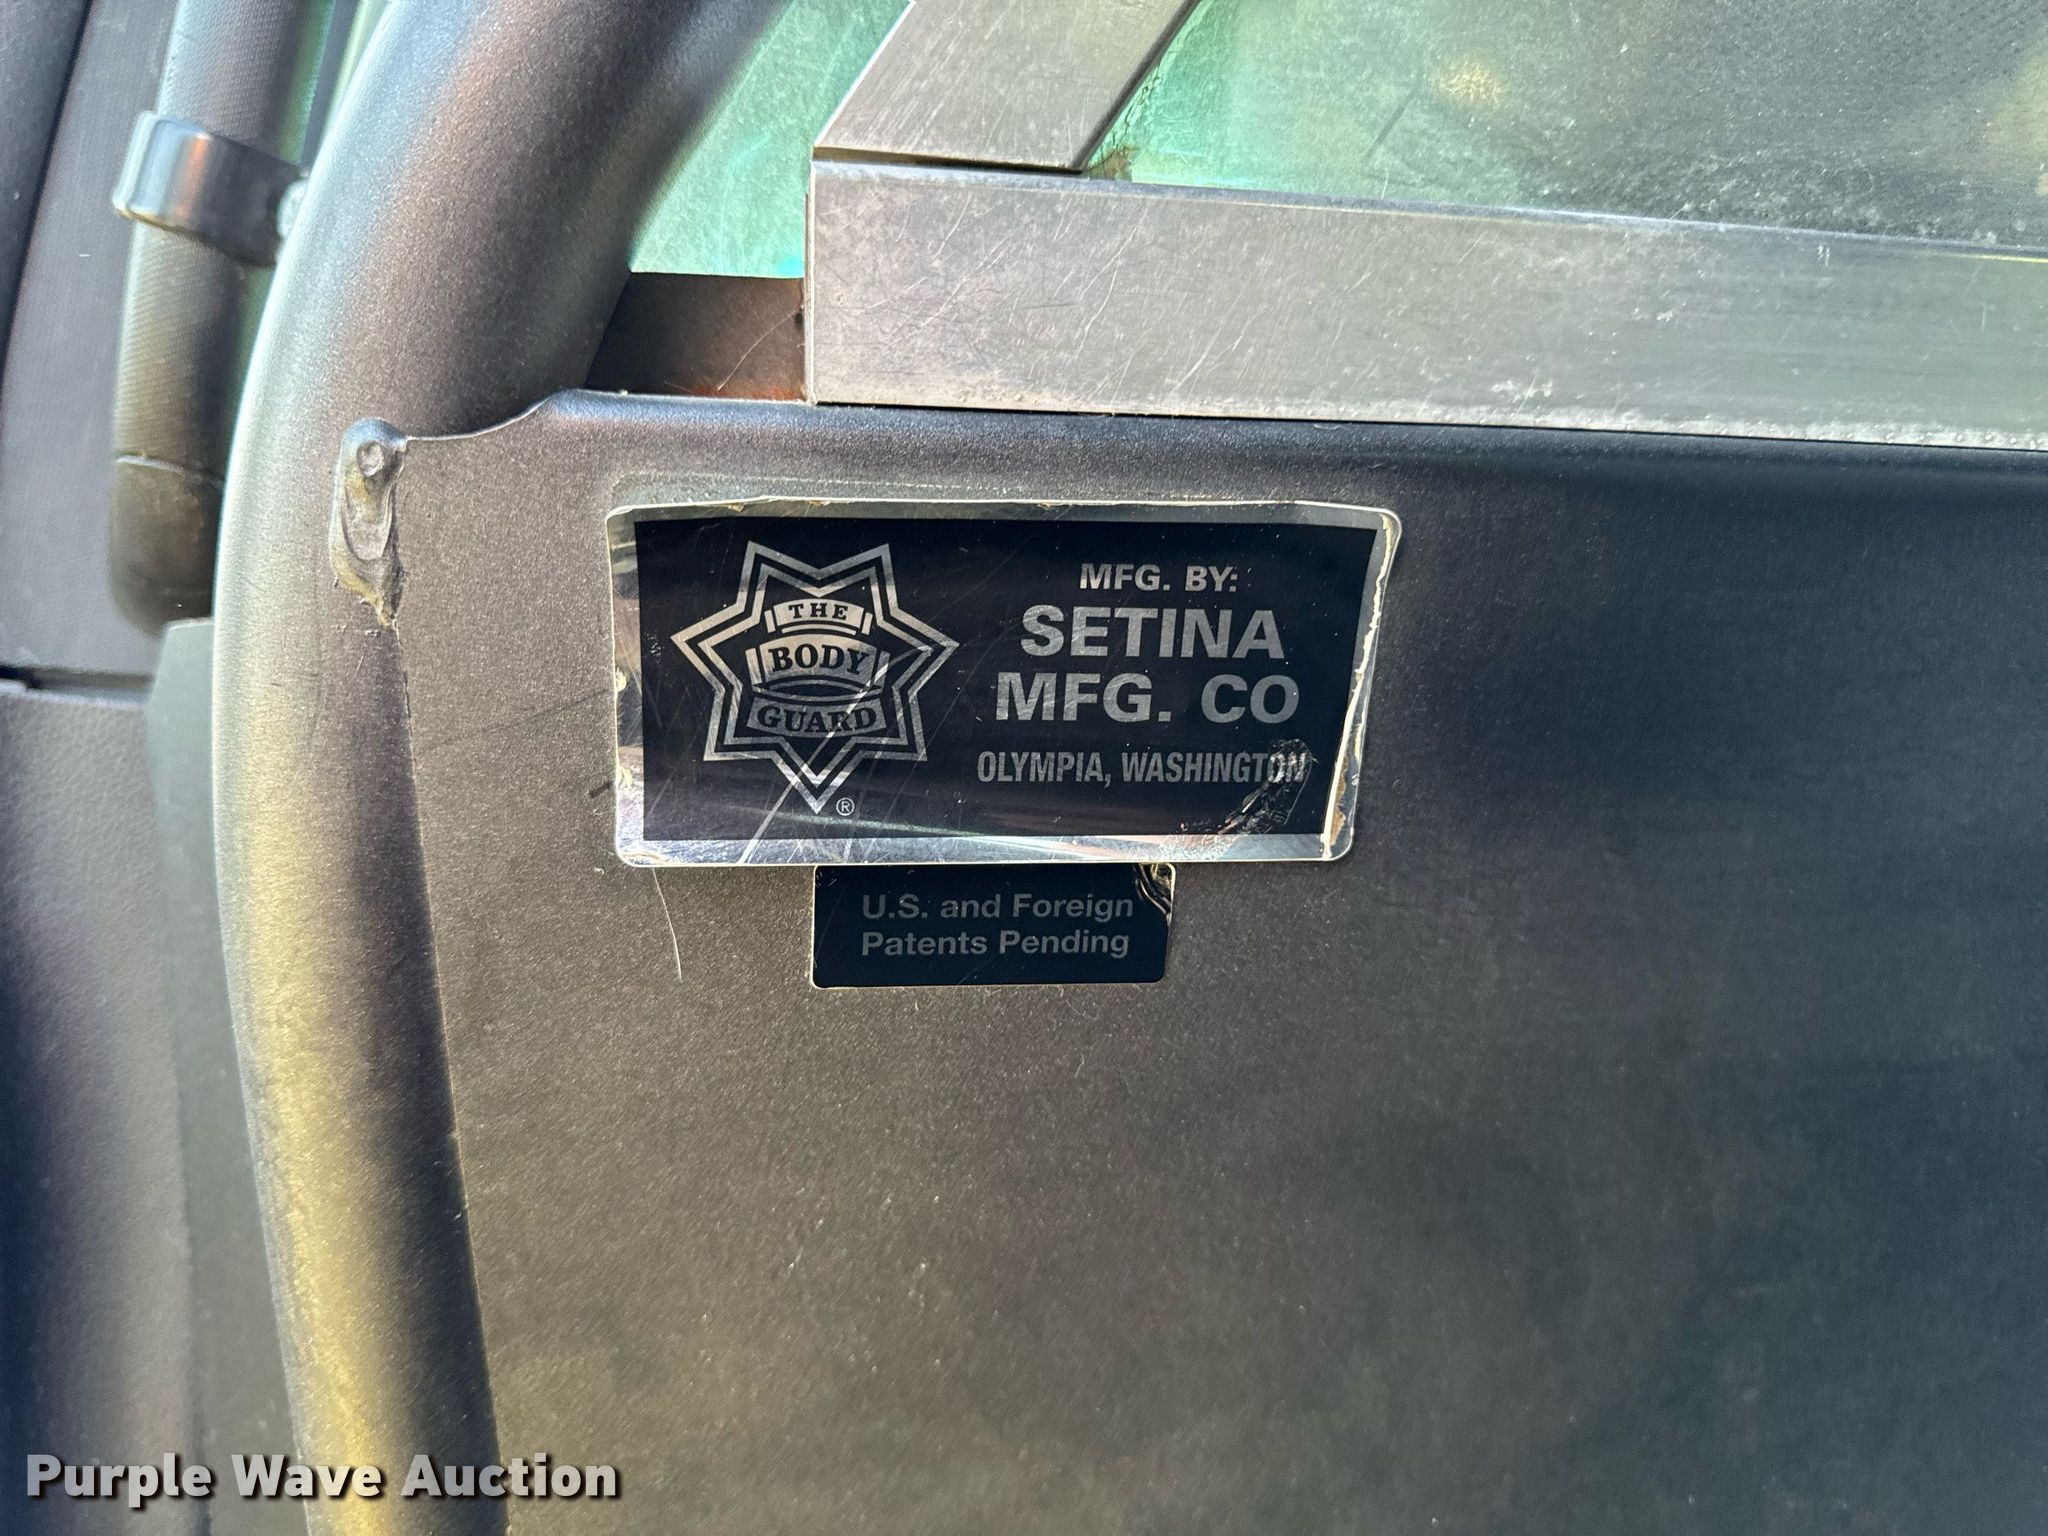 THE
BODY
GUARD
®
MFG. BY:
SETINA
MFG. CO
OLYMPIA, WASHINGTON
U.S. and Foreign
Patents Pending
Purple Wave Auction